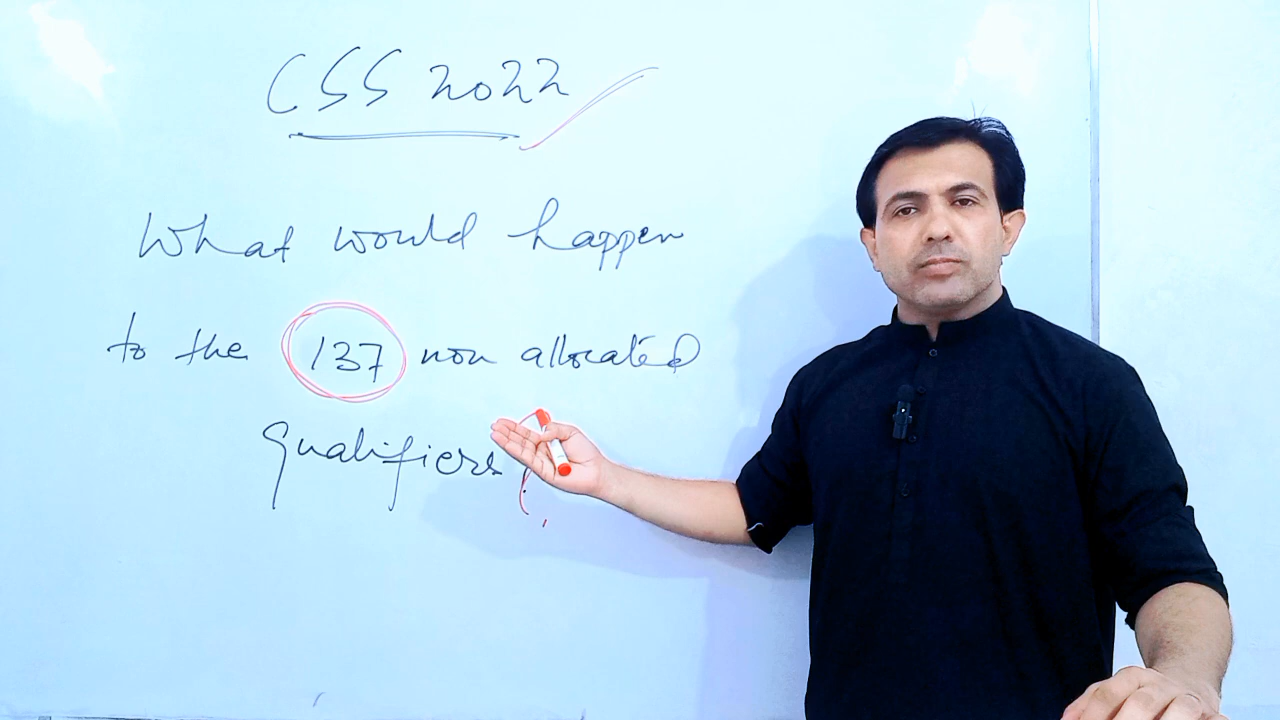 CSS 2022
What would happen
to the 137 non allocated
qualifiers?